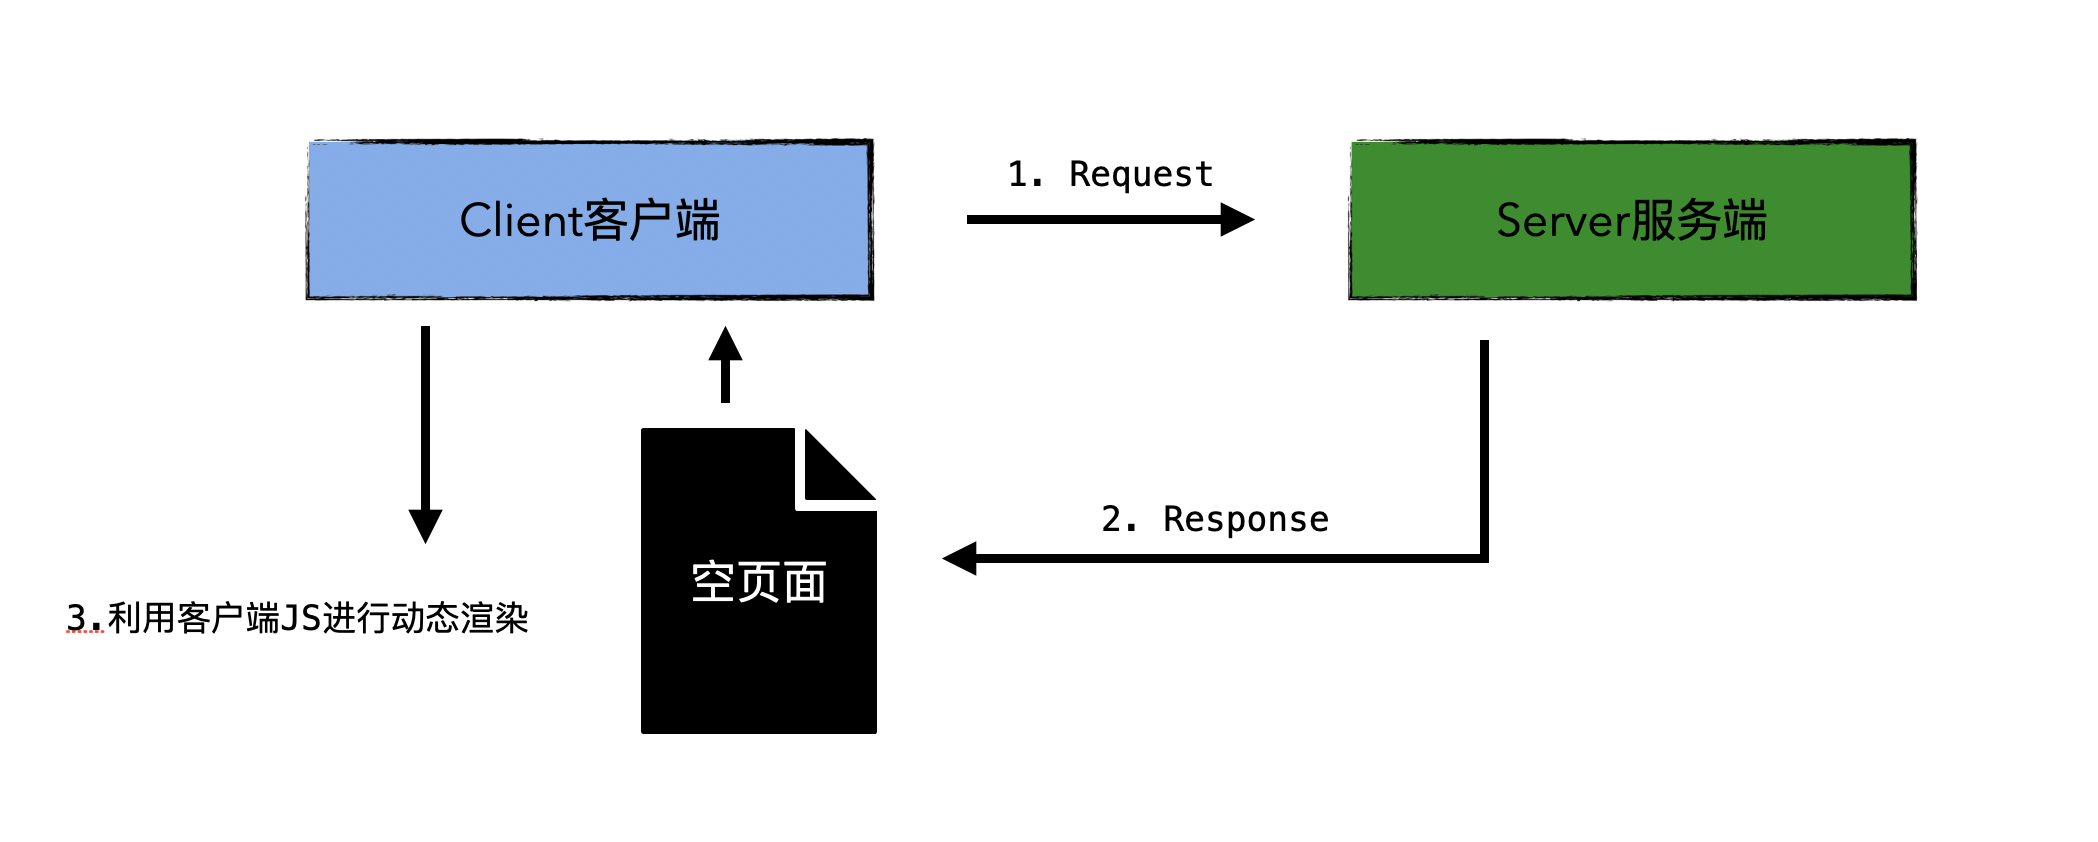 Client客户端
1. Request
Server服务端
2. Response
空页面
3.利用客户端JS进行动态渲染